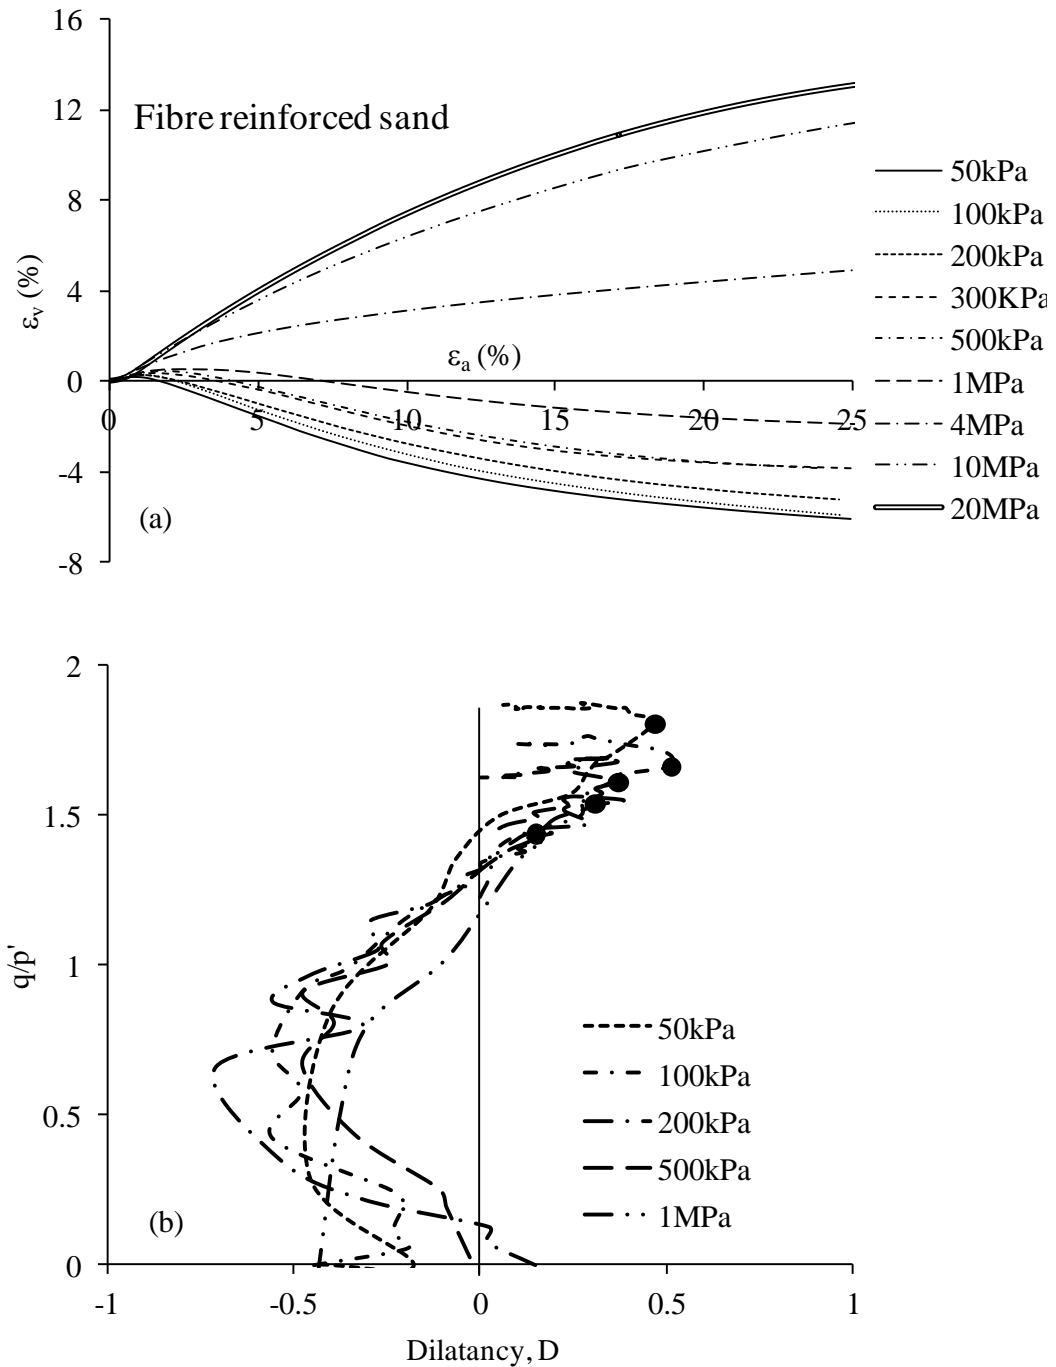 16
12
Fibre reinforced sand
8
4
0
-4
-8
εv (%)
εa (%)
0
5
10
15
20
25
(a)
50kPa
100kPa
200kPa
300KPa
500kPa
1MPa
4MPa
10MPa
20MPa
2
1.5
1
0.5
0
q/p'
50kPa
100kPa
200kPa
500kPa
1MPa
(b)
-1
-0.5
0
0.5
1
Dilatancy, D